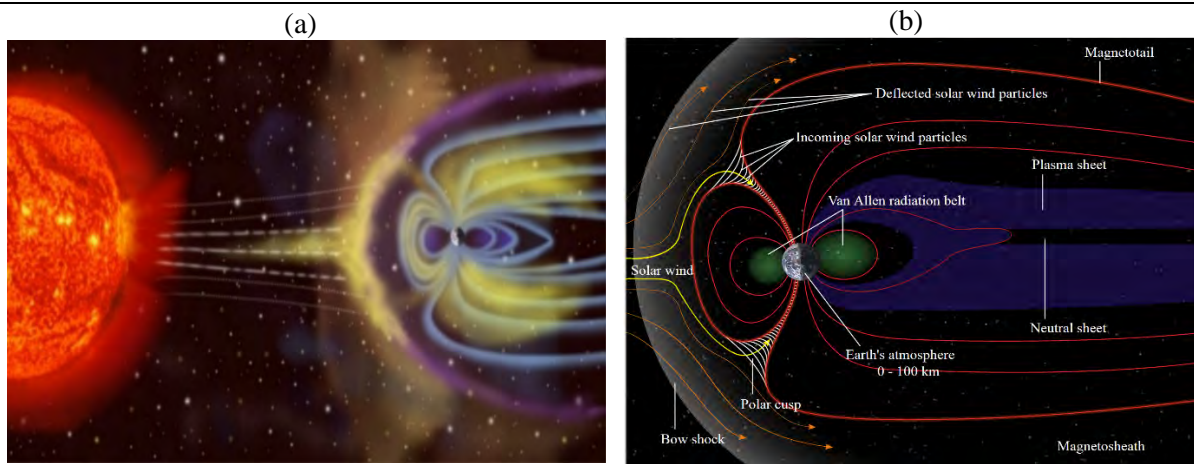 (a)
(b)
Magnetotail
Deflected solar wind particles
Incoming solar wind particles
Plasma sheet
Van Allen radiation belt
Solar wind
Neutral sheet
Earth's atmosphere
0 - 100 km
Polar cusp
Bow shock
Magnetosheath